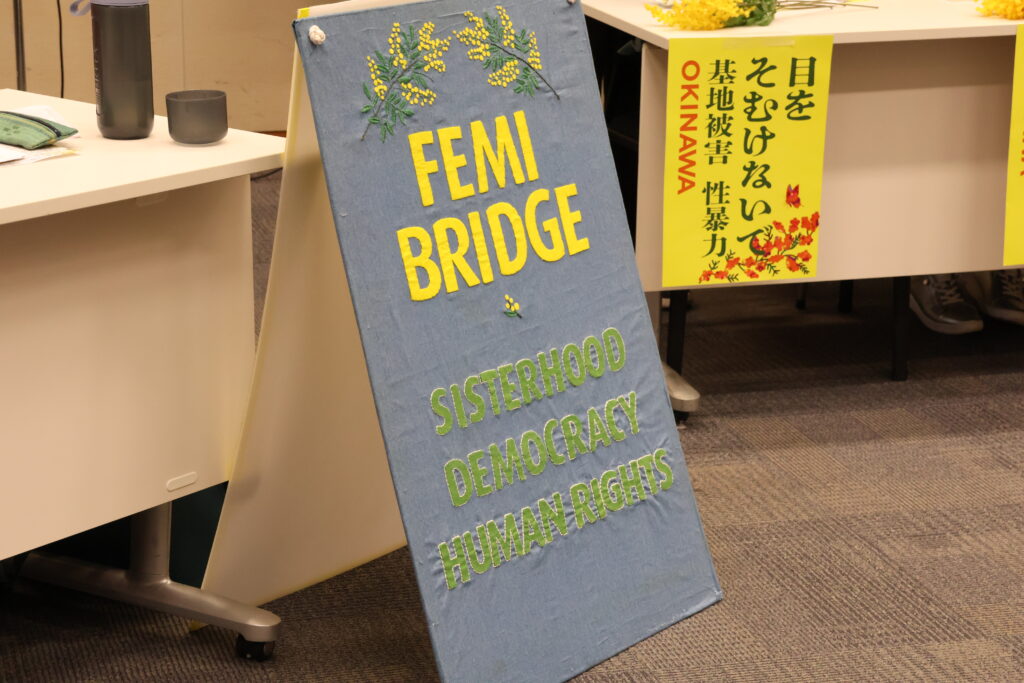 FEMI
BRIDGE
SISTERHOOD
DEMOCRACY
HUMAN RIGHTS
目を
そむけないで
基地被害 性暴力
OKINAWA